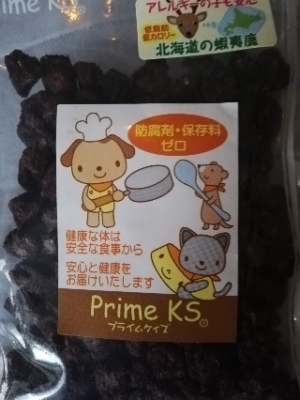 Prime KS
アレルギーの子も安心
低脂肪
低カロリー
北海道の蝦夷鹿
防腐剤・保存料
ゼロ
健康な体は
安全な食事から
安心と健康を
お届けいたします
Prime KS®
プライムケイズ